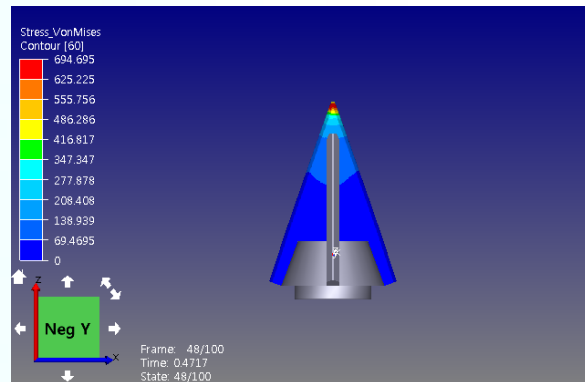 Stress_VonMises
Contour [60]
694.695
625.225
555.756
486.286
416.817
347.347
277.878
208.408
138.939
69.4695
0
Z
Neg Y
X
Frame: 48/100
Time: 0.4717
State: 48/100